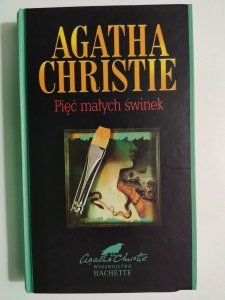 AGATHA
CHRISTIE
Pięć małych świnek
Agatha Christie
WYDAWNICTWO
HACHETTE